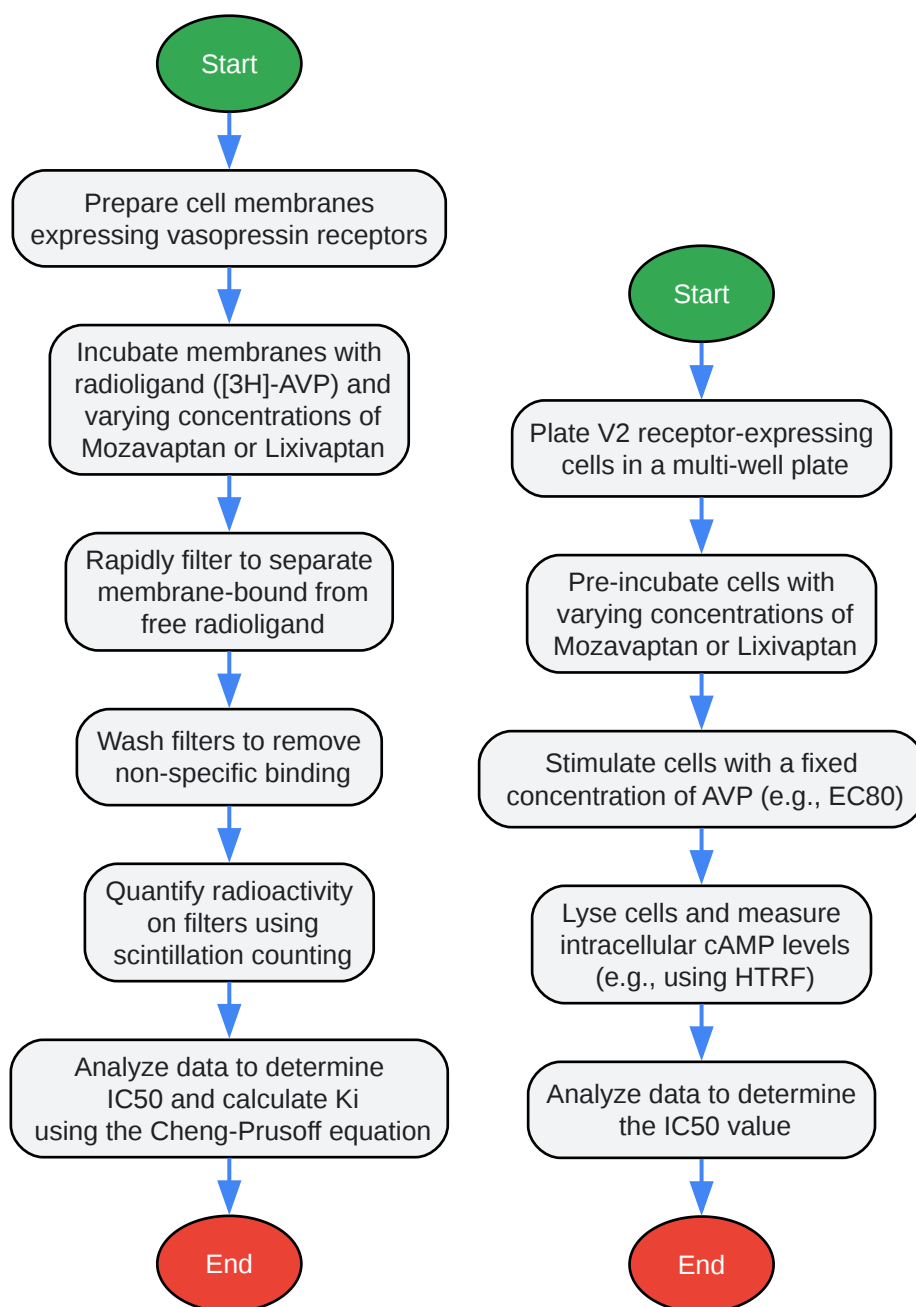 Start
Prepare cell membranes
expressing vasopressin receptors
Incubate membranes with
radioligand ([3H]-AVP) and
varying concentrations of
Mozavaptan or Lixivaptan
Rapidly filter to separate
membrane-bound from
free radioligand
Wash filters to remove
non-specific binding
Quantify radioactivity
on filters using
scintillation counting
Analyze data to determine
IC50 and calculate Ki
using the Cheng-Prusoff equation
End
Start
Plate V2 receptor-expressing
cells in a multi-well plate
Pre-incubate cells with
varying concentrations of
Mozavaptan or Lixivaptan
Stimulate cells with a fixed
concentration of AVP (e.g., EC80)
Lyse cells and measure
intracellular cAMP levels
(e.g., using HTRF)
Analyze data to determine
the IC50 value
End